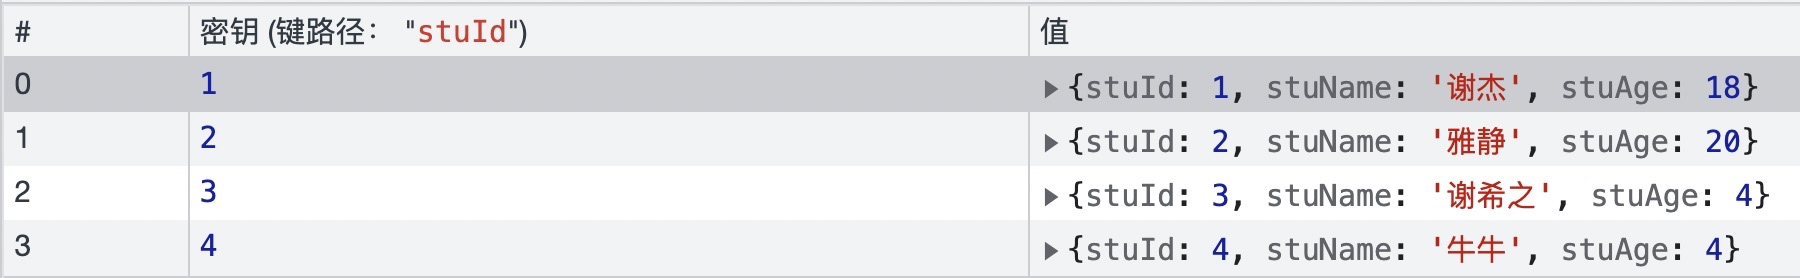 # 密钥 (键路径： "stuId") 值
0 1 ▶{stuId: 1, stuName: '谢杰', stuAge: 18}
1 2 ▶{stuId: 2, stuName: '雅静', stuAge: 20}
2 3 ▶{stuId: 3, stuName: '谢希之', stuAge: 4}
3 4 ▶{stuId: 4, stuName: '牛牛', stuAge: 4}